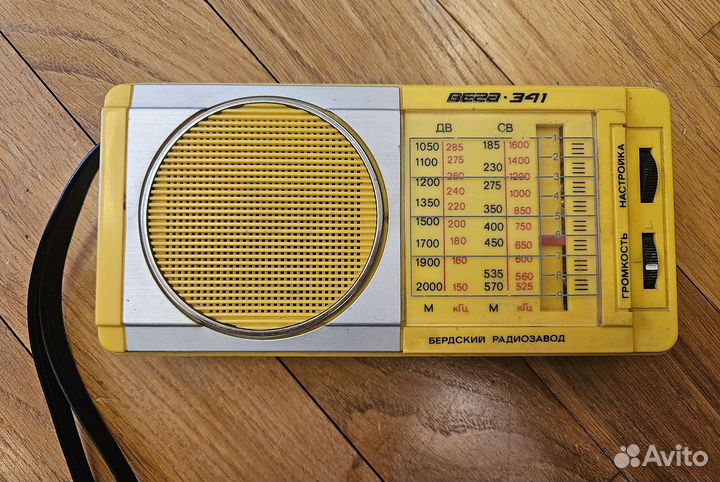 ВЕГА·341
ДВ СВ
1050 285 185 1600 1
1100 275 230 1400 2
260 1200 3
1200 240 275 1000
1350 220 350 850
1500 200 400 750
1700 180 450 650 6
1900 160 600 7
535 560 8
2000 150 570 525 9
М кГц М кГц
БЕРДСКИЙ РАДИОЗАВОД
НАСТРОЙКА
ГРОМКОСТЬ
Avito